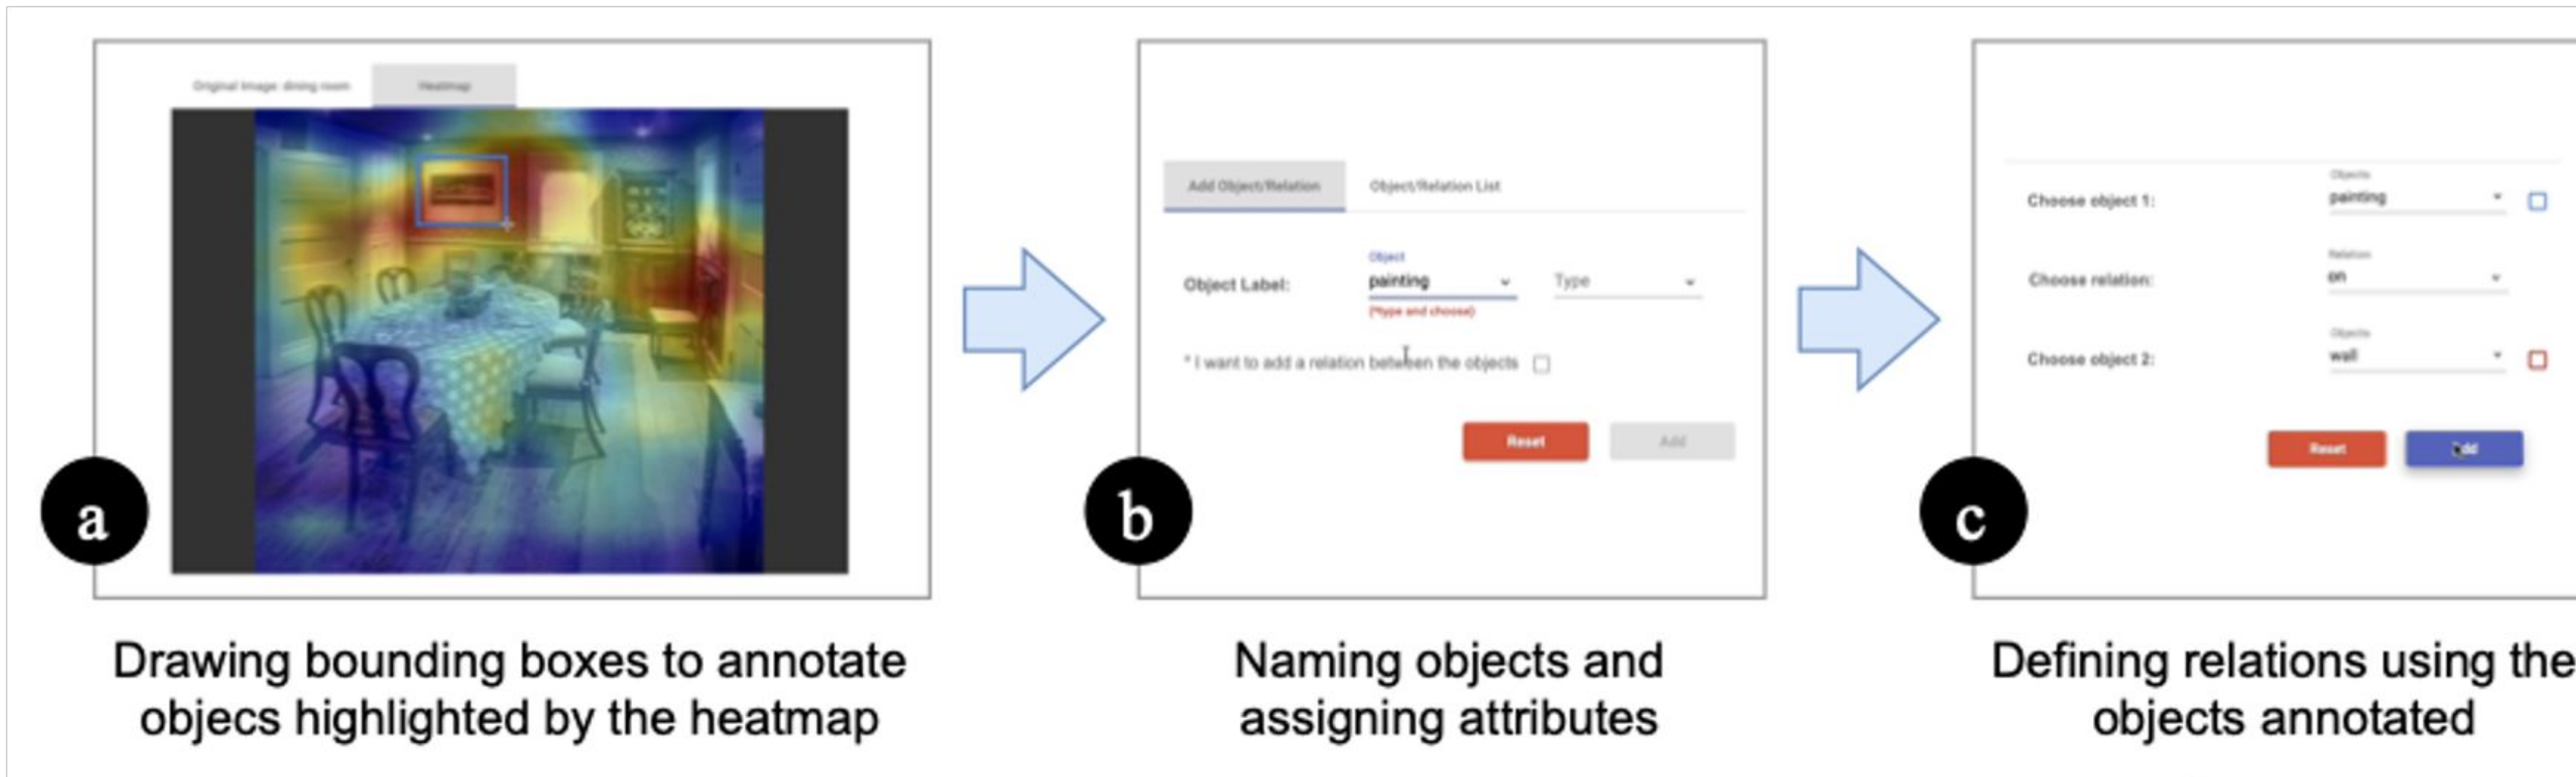 Original Image: dining room
Heatmap
a
Drawing bounding boxes to annotate
objecs highlighted by the heatmap
Add Object/Relation
Object/Relation List
Object
Object Label:
painting
Type
(*type and choose)
* I want to add a relation between the objects
Reset
Add
b
Naming objects and
assigning attributes
Objects
Choose object 1:
painting
Relation
Choose relation:
on
Objects
Choose object 2:
wall
Reset
Add
c
Defining relations using the
objects annotated